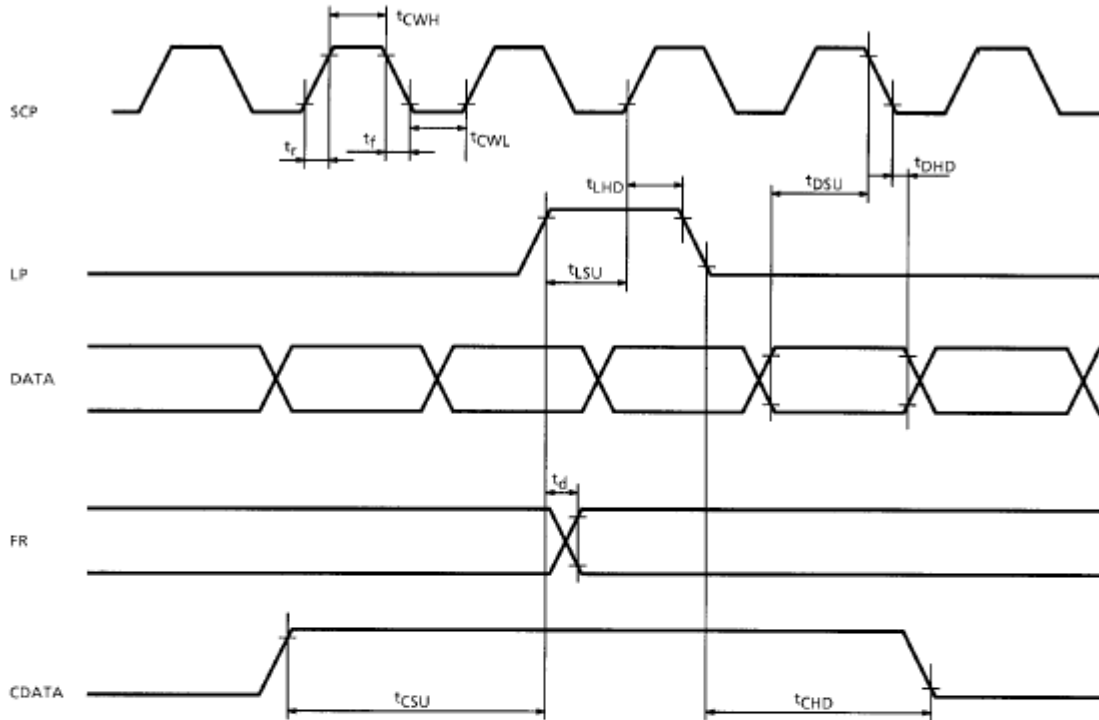 tCWH
SCP
tr
tf
tCWL
tLHD
tDSU
tDHD
LP
tLSU
DATA
td
FR
CDATA
tCSU
tCHD